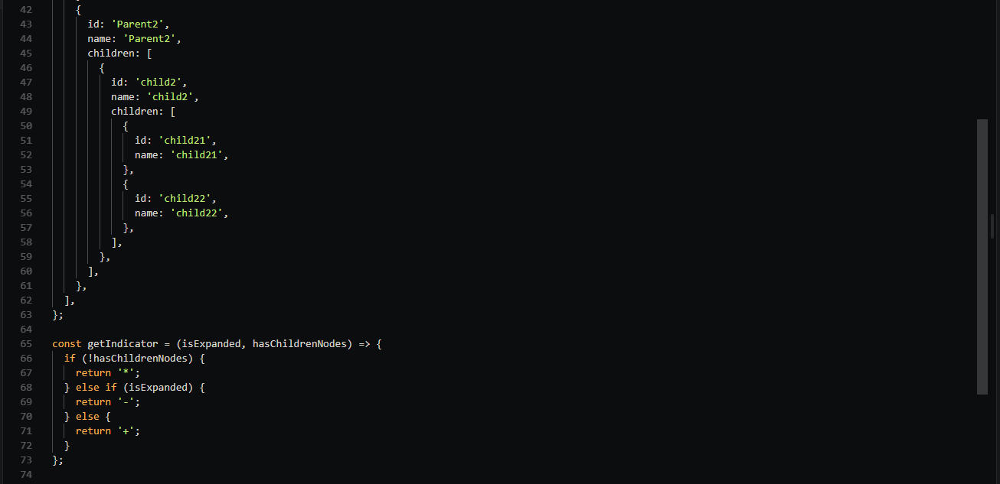 42 {
43 id: 'Parent2',
44 name: 'Parent2',
45 children: [
46 {
47 id: 'child2',
48 name: 'child2',
49 children: [
50 {
51 id: 'child21',
52 name: 'child21',
53 },
54 {
55 id: 'child22',
56 name: 'child22',
57 },
58 ],
59 },
60 ],
61 },
62 ],
63 };
64
65 const getIndicator = (isExpanded, hasChildrenNodes) => {
66 if (!hasChildrenNodes) {
67 return '*';
68 } else if (isExpanded) {
69 return '-';
70 } else {
71 return '+';
72 }
73 };
74